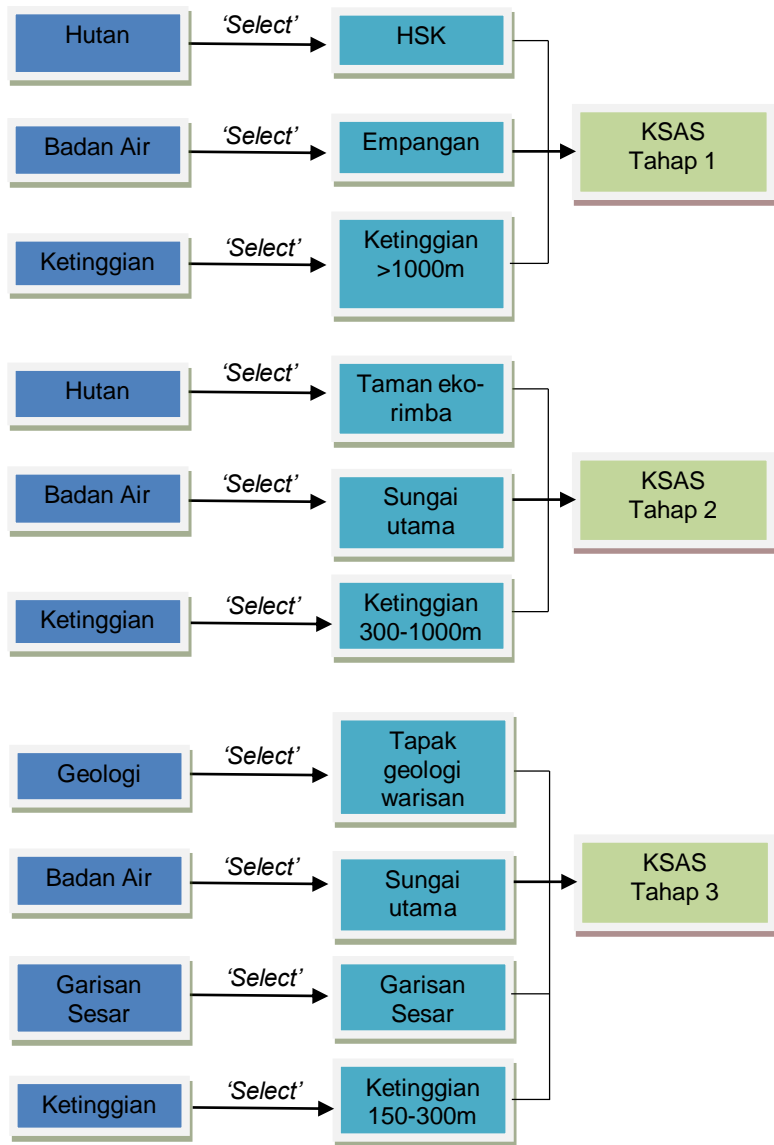 Hutan
'Select'
HSK
Badan Air
'Select'
Empangan
KSAS
Tahap 1
Ketinggian
'Select'
Ketinggian
>1000m
Hutan
'Select'
Taman eko-
rimba
Badan Air
'Select'
Sungai
utama
KSAS
Tahap 2
Ketinggian
'Select'
Ketinggian
300-1000m
Geologi
'Select'
Tapak
geologi
warisan
Badan Air
'Select'
Sungai
utama
KSAS
Tahap 3
Garisan
Sesar
'Select'
Garisan
Sesar
Ketinggian
'Select'
Ketinggian
150-300m